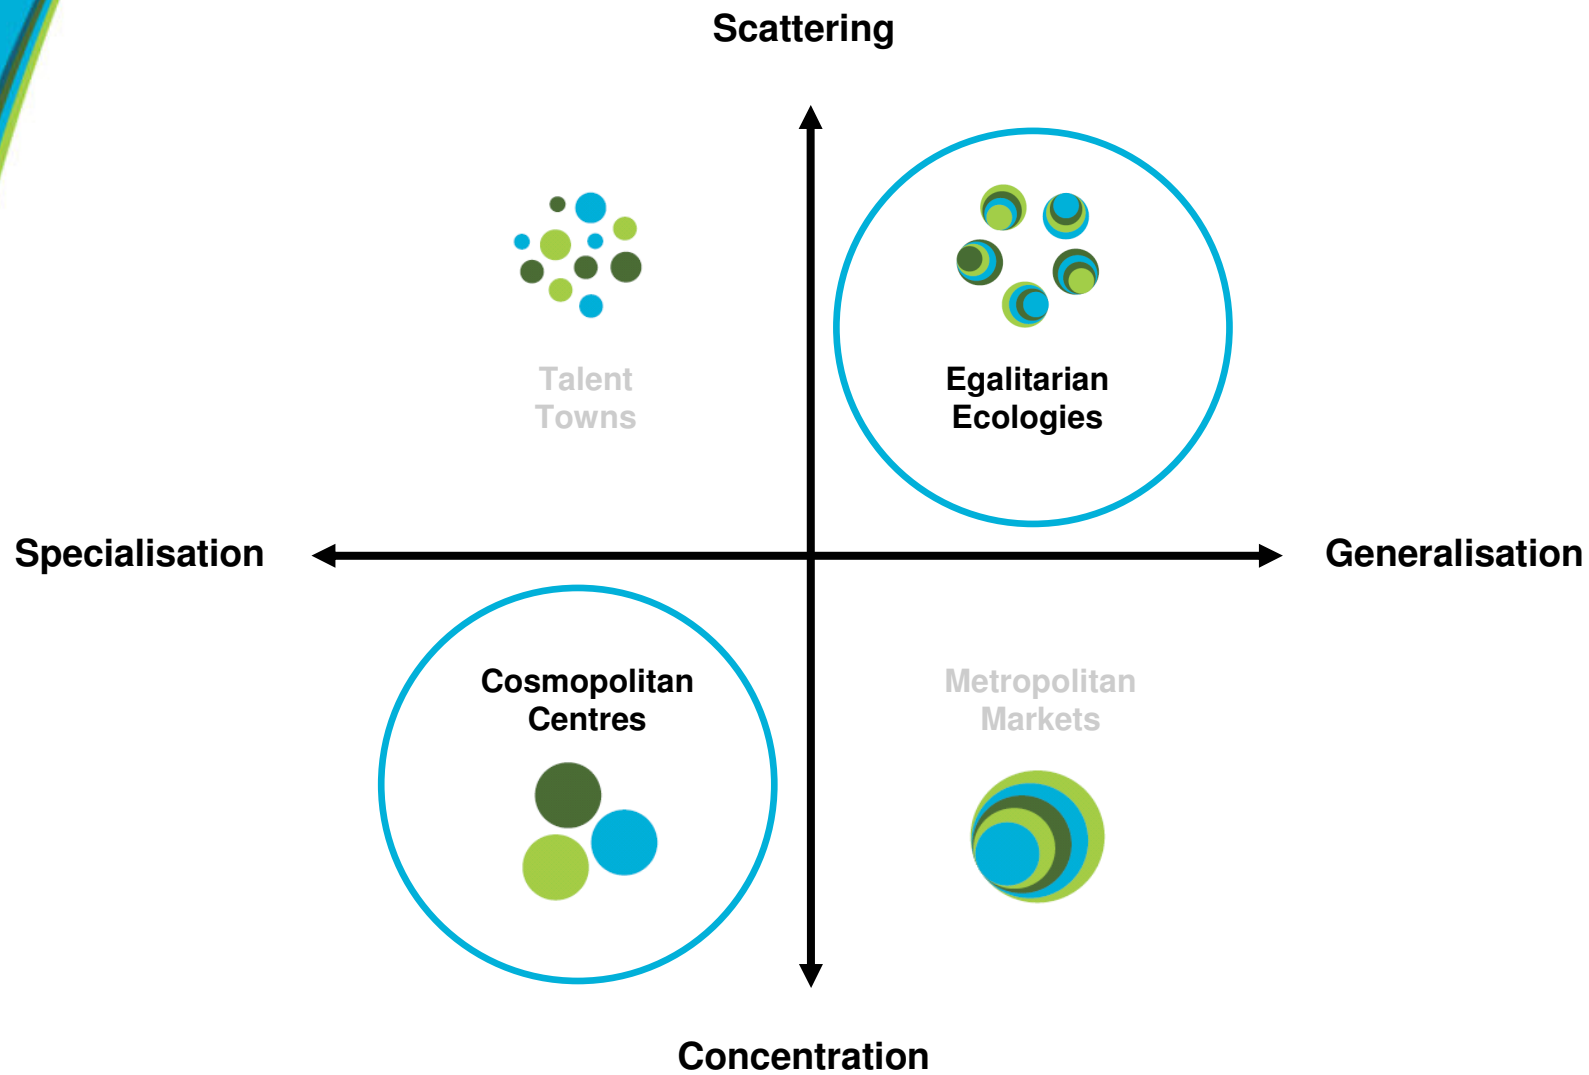 Scattering
Talent
Towns
Egalitarian
Ecologies
Specialisation
Generalisation
Cosmopolitan
Centres
Metropolitan
Markets
Concentration